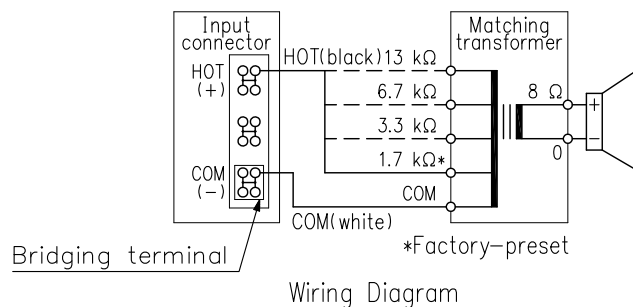 Input
connector
Matching
transformer
HOT
(+)
HOT(black)
13 kΩ
6.7 kΩ
3.3 kΩ
1.7 kΩ*
COM
8 Ω
+
−
0
COM
(-)
COM(white)
Bridging terminal
*Factory-preset
Wiring Diagram